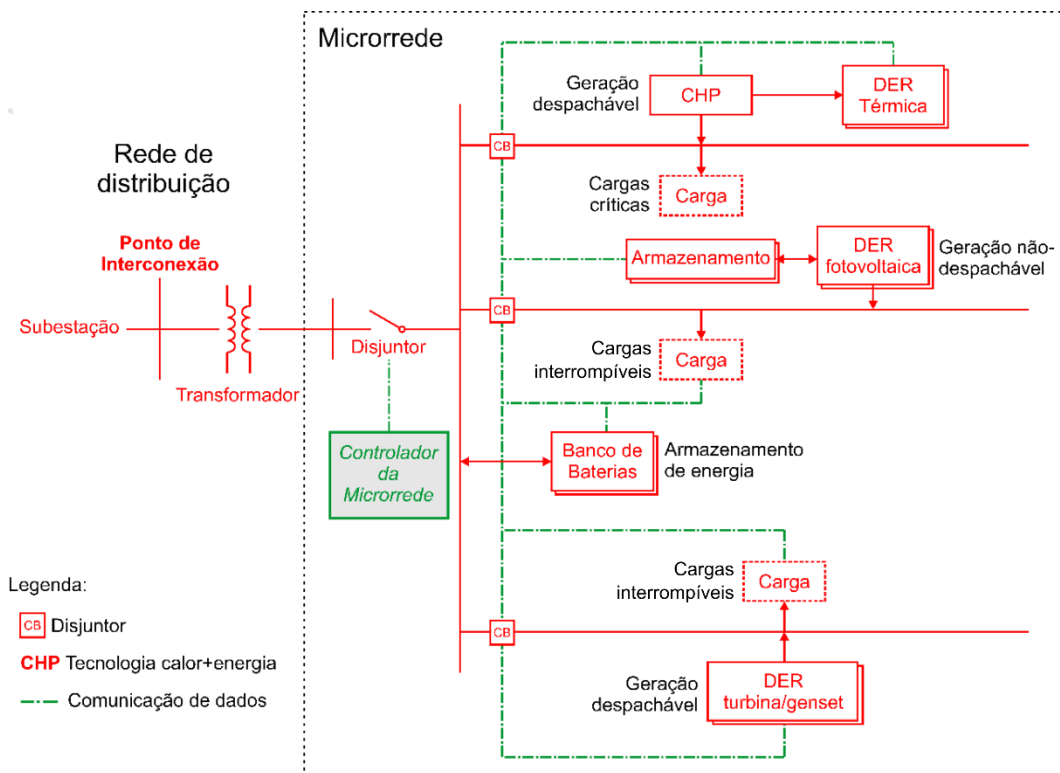 Microrrede
Geração
despachável
CHP
DER
Térmica
CB
Rede de
distribuição
Cargas
críticas
Carga
Ponto de
Interconexão
Armazenamento
DER
fotovoltaica
Geração não-
despachável
CB
Subestação
Disjuntor
Transformador
Cargas
interrompíveis
Carga
Controlador
da
Microrrede
Banco de
Baterias
Armazenamento
de energia
Cargas
interrompíveis
Carga
CB
Geração
despachável
DER
turbina/genset
Legenda:
CB Disjuntor
CHP Tecnologia calor+energia
Comunicação de dados